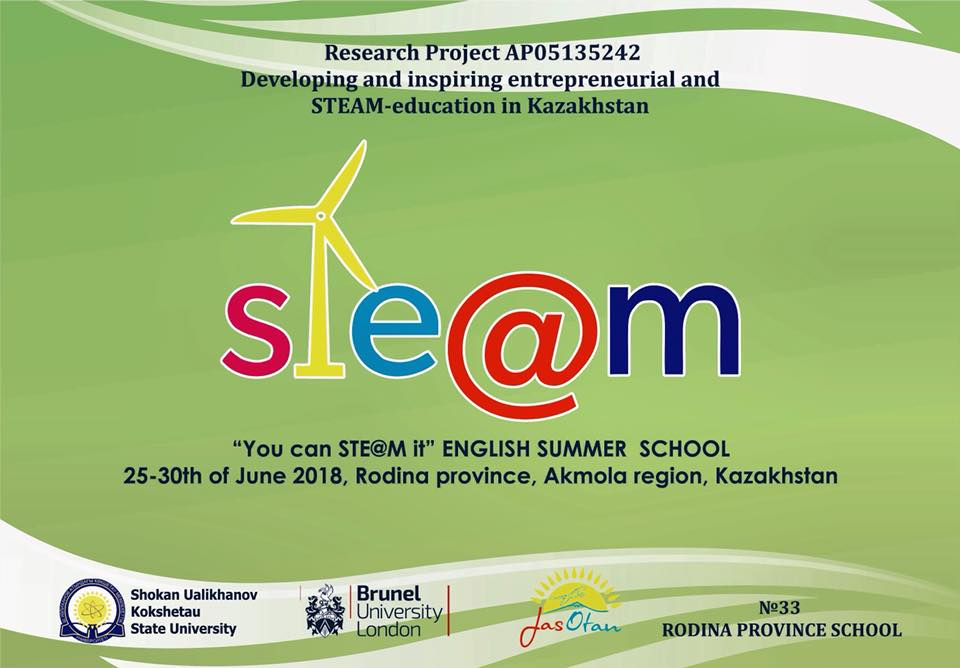 Research Project AP05135242
Developing and inspiring entrepreneurial and
STEAM-education in Kazakhstan
ste@m
“You can STE@M it” ENGLISH SUMMER SCHOOL
25-30th of June 2018, Rodina province, Akmola region, Kazakhstan
Shokan Ualikhanov
Kokshetau
State University
Brunel
University
London
JasOtan
№33
RODINA PROVINCE SCHOOL